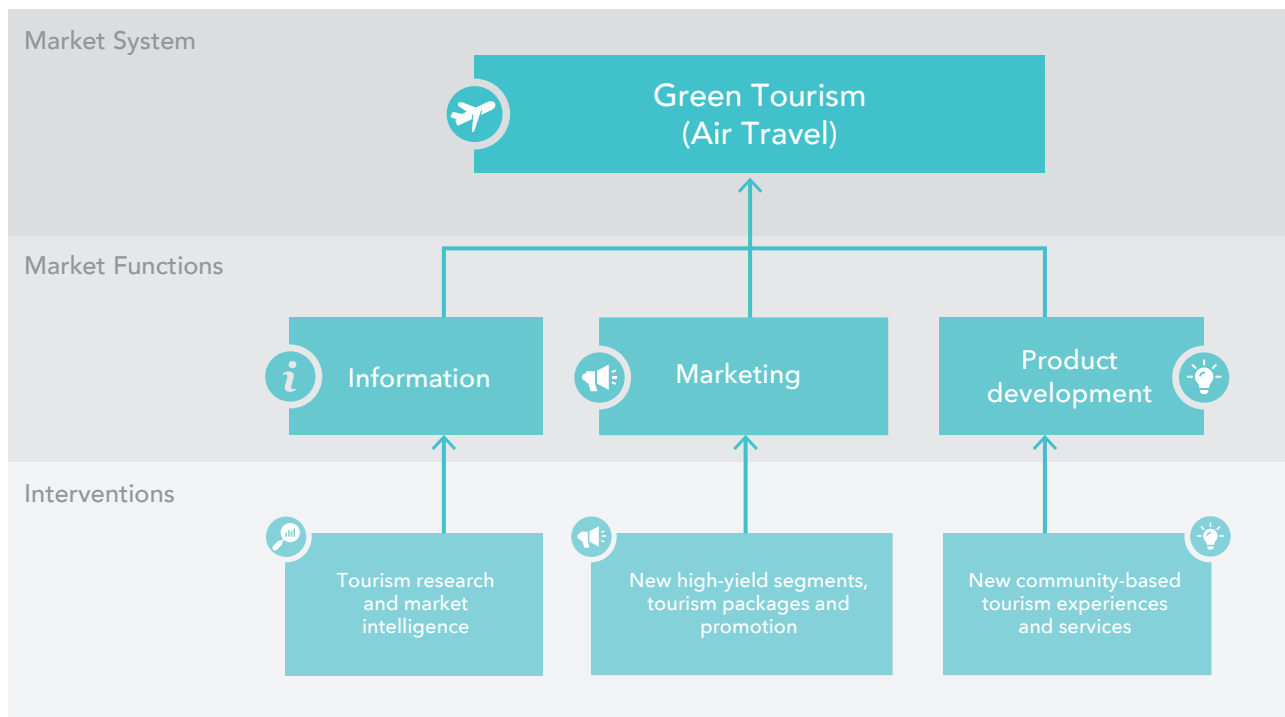 Market System
Green Tourism
(Air Travel)
Market Functions
i
Information
Marketing
Product
development
Interventions
Tourism research
and market
intelligence
New high-yield segments,
tourism packages and
promotion
New community-based
tourism experiences
and services